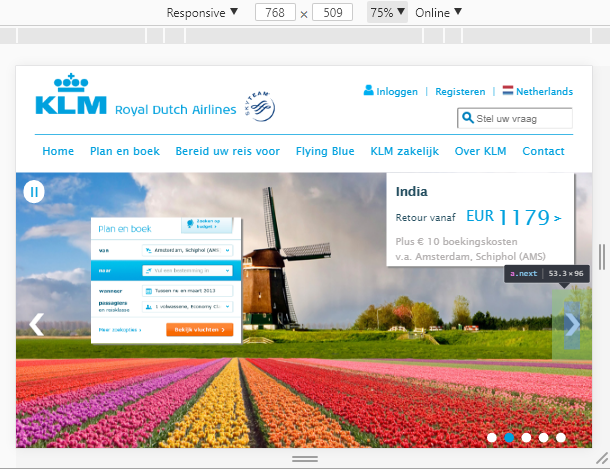 Responsive ▼ 768 × 509 75% ▼ Online ▼
KLM Royal Dutch Airlines SKYTEAM
Inloggen | Registeren | Netherlands
Stel uw vraag
Home Plan en boek Bereid uw reis voor Flying Blue KLM zakelijk Over KLM Contact
India
Retour vanaf EUR 1179 >
Plus € 10 boekingskosten
v.a. Amsterdam, Schiphol (AMS)
a.next | 53.3 × 96
Plan en boek
Boeken op
budget >
van Amsterdam, Schiphol (AMS)
naar Vul een bestemming in
wanneer Tussen nu en maart 2013
passagiers
en reisklasse
1 volwassene, Economy Cl
Meer zoekopties > Bekijk vluchten >